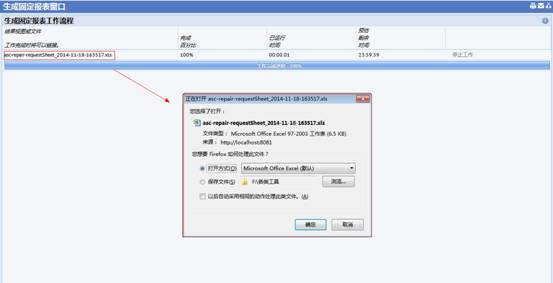 生成固定报表窗口
生成固定报表工作流程
结果视图或文件
工作完成时将可以链接。
完成
百分比
已运行
时间
预估
剩余
时间
asc-repair-requestSheet_2014-11-18-163517.xls
100%
00:00.01
23:59.59
停止工作
100%
正在打开 asc-repair-requestSheet_2014-11-18-163517.xls
您选择了打开:
asc-repair-requestSheet_2014-11-18-163517.xls
文件类型: Microsoft Office Excel 97-2003 工作表 (6.5 KB)
来源: http://localhost:8081
您想要 Firefox 如何处理此文件?
打开方式(O) Microsoft Office Excel (默认)
保存文件(S) 浏览...
以后自动采用相同的动作处理此类文件。(A)
确定 取消